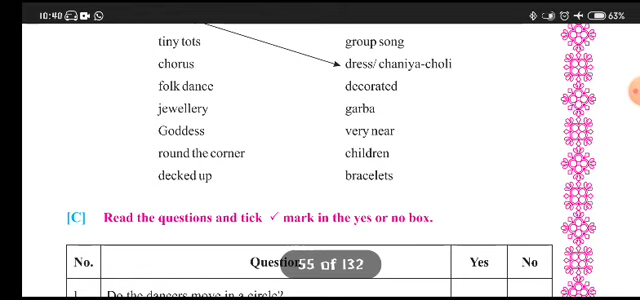 10:40
63%
tiny tots group song
chorus dress/ chaniya-choli
folk dance decorated
jewellery garba
Goddess very near
round the corner children
decked up bracelets
[C] Read the questions and tick ✓ mark in the yes or no box.
No. Question Yes No
55 of 132
1. Do the dancers move in a circle?